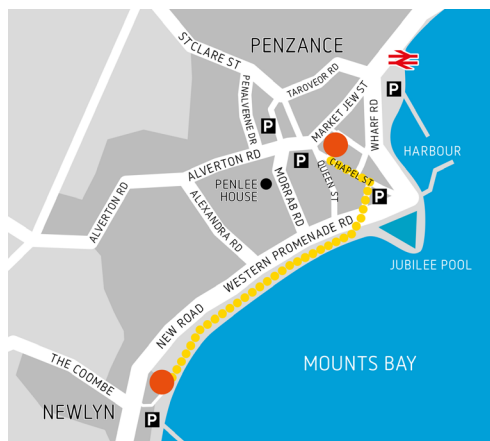 ST CLARE ST
PENZANCE
TAROVEOR RD
PENALVERNE DR
P
MARKET JEW ST
WHARF RD
P
HARBOUR
ALVERTON RD
P
CHAPEL ST
QUEEN ST
PENLEE
HOUSE
MORRAB RD
P
ALVERTON RD
ALEXANDRA RD
WESTERN PROMENADE RD
JUBILEE POOL
NEW ROAD
MOUNTS BAY
THE COOMBE
NEWLYN
P